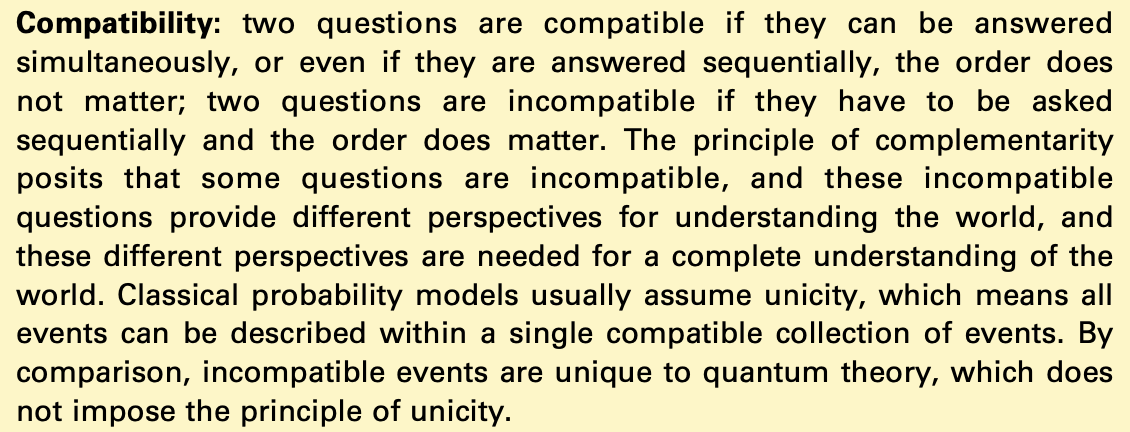 Compatibility: two questions are compatible if they can be answered
simultaneously, or even if they are answered sequentially, the order does
not matter; two questions are incompatible if they have to be asked
sequentially and the order does matter. The principle of complementarity
posits that some questions are incompatible, and these incompatible
questions provide different perspectives for understanding the world, and
these different perspectives are needed for a complete understanding of the
world. Classical probability models usually assume unicity, which means all
events can be described within a single compatible collection of events. By
comparison, incompatible events are unique to quantum theory, which does
not impose the principle of unicity.